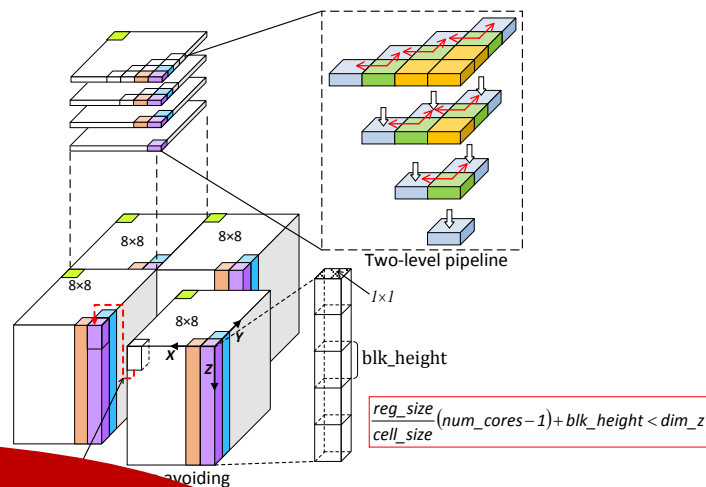 Two-level pipeline
8×8
8×8
8×8
8×8
1×1
X
Y
Z
blk_height
reg_size
cell_size
(num_cores-1)+blk_height<dim_z
avoiding